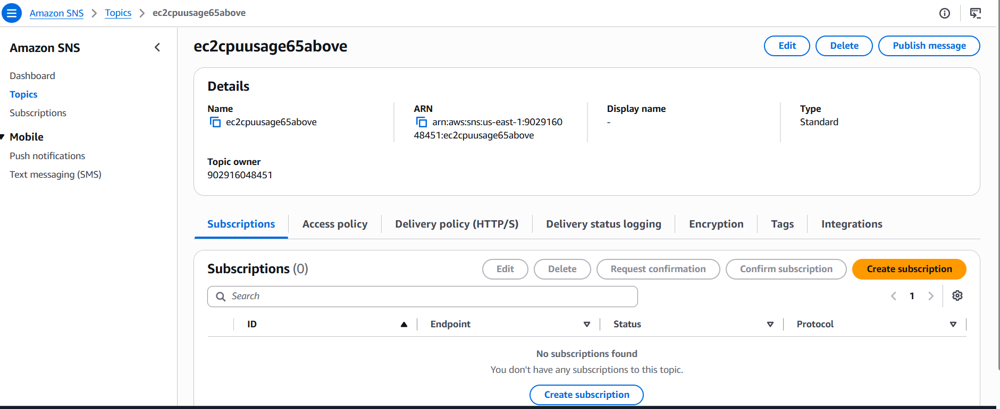 Amazon SNS > Topics > ec2cpuusage65above
Amazon SNS
Dashboard
Topics
Subscriptions
Mobile
Push notifications
Text messaging (SMS)
ec2cpuusage65above
Edit Delete Publish message
Details
Name
ec2cpuusage65above
ARN
arn:aws:sns:us-east-1:9029160
48451:ec2cpuusage65above
Display name
-
Type
Standard
Topic owner
902916048451
Subscriptions Access policy Delivery policy (HTTP/S) Delivery status logging Encryption Tags Integrations
Subscriptions (0)
Edit Delete Request confirmation Confirm subscription Create subscription
Search
1
ID Endpoint Status Protocol
No subscriptions found
You don't have any subscriptions to this topic.
Create subscription